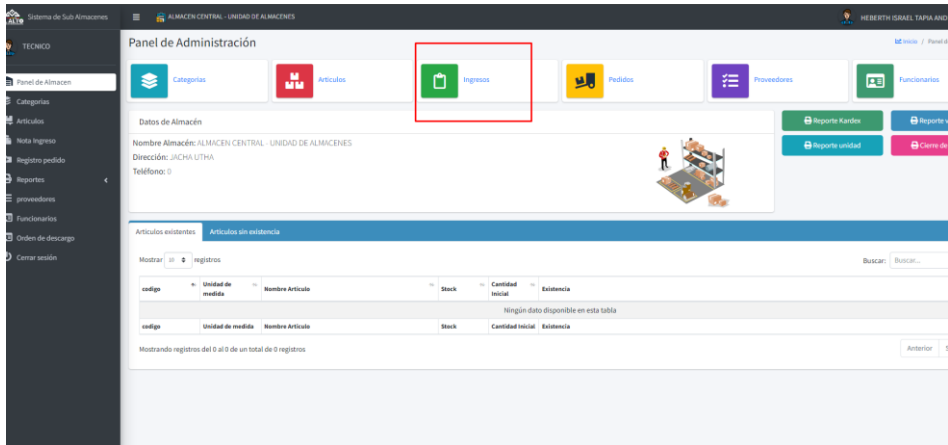 ALTO
Sistema de Sub Almacenes
ALMACEN CENTRAL - UNIDAD DE ALMACENES
HEBERTH ISRAEL TAPIA AND
TECNICO
Panel de Almacen
Categorias
Articulos
Nota Ingreso
Registro pedido
Reportes
proveedores
Funcionarios
Orden de descargo
Cerrar sesión
Panel de Administración
Inicio / Panel d
Categorias
Articulos
Ingresos
Pedidos
Proveedores
Funcionarios
Datos de Almacén
Nombre Almacén: ALMACEN CENTRAL - UNIDAD DE ALMACENES
Dirección: JACHA UTHA
Teléfono: 0
Reporte Kardex
Reporte v
Reporte unidad
Cierre de
Articulos existentes
Articulos sin existencia
Mostrar 10 registros
Buscar: Buscar...
codigo Unidad de medida Nombre Articulo Stock Cantidad Inicial Existencia
Ningún dato disponible en esta tabla
codigo Unidad de medida Nombre Articulo Stock Cantidad Inicial Existencia
Mostrando registros del 0 al 0 de un total de 0 registros
Anterior